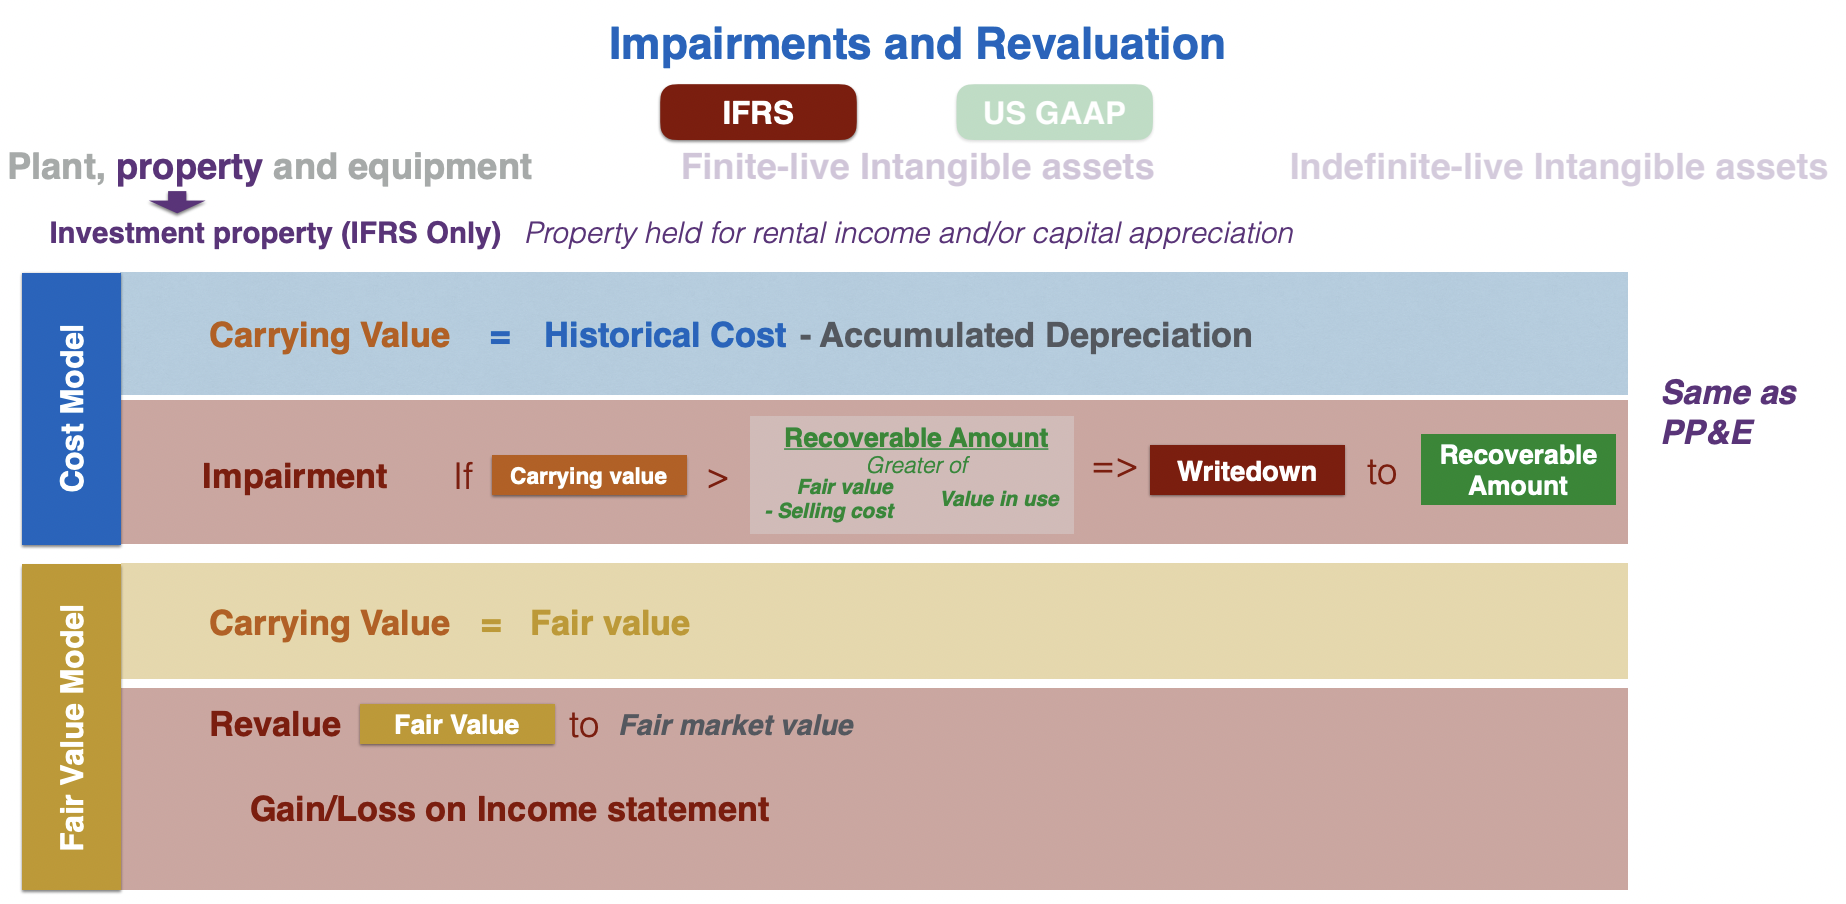 Impairments and Revaluation
IFRS
US GAAP
Plant, property and equipment
Finite-live Intangible assets
Indefinite-live Intangible assets
Investment property (IFRS Only)
Property held for rental income and/or capital appreciation
Cost Model
Carrying Value = Historical Cost - Accumulated Depreciation
Impairment If Carrying value > Recoverable Amount
Greater of
Fair value
- Selling cost
Value in use
=> Writedown to Recoverable
Amount
Same as
PP&E
Fair Value Model
Carrying Value = Fair value
Revalue Fair Value to Fair market value
Gain/Loss on Income statement